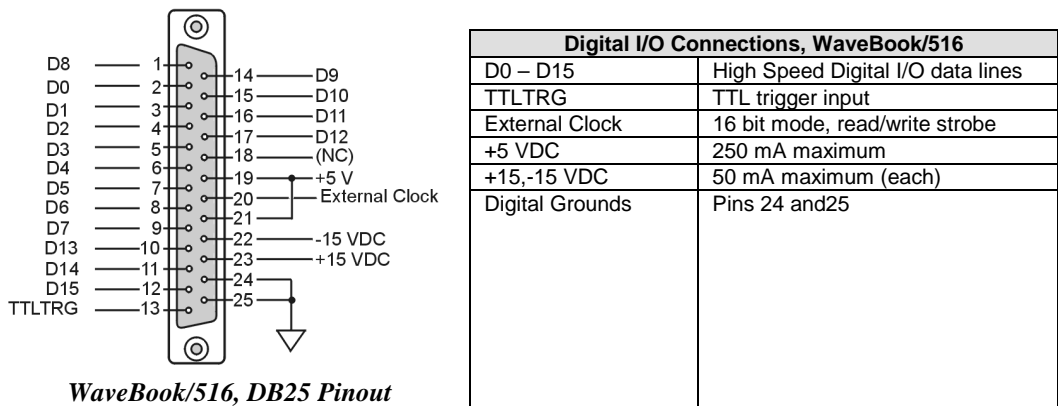 D8 1
D0 2
D1 3
D2 4
D3 5
D4 6
D5 7
D6 8
D7 9
D13 10
D14 11
D15 12
TTLTRG 13
14 D9
15 D10
16 D11
17 D12
18 (NC)
19 +5 V
20 External Clock
21
22 -15 VDC
23 +15 VDC
24
25
WaveBook/516, DB25 Pinout
Digital I/O Connections, WaveBook/516
D0 – D15 High Speed Digital I/O data lines
TTLTRG TTL trigger input
External Clock 16 bit mode, read/write strobe
+5 VDC 250 mA maximum
+15,-15 VDC 50 mA maximum (each)
Digital Grounds Pins 24 and25